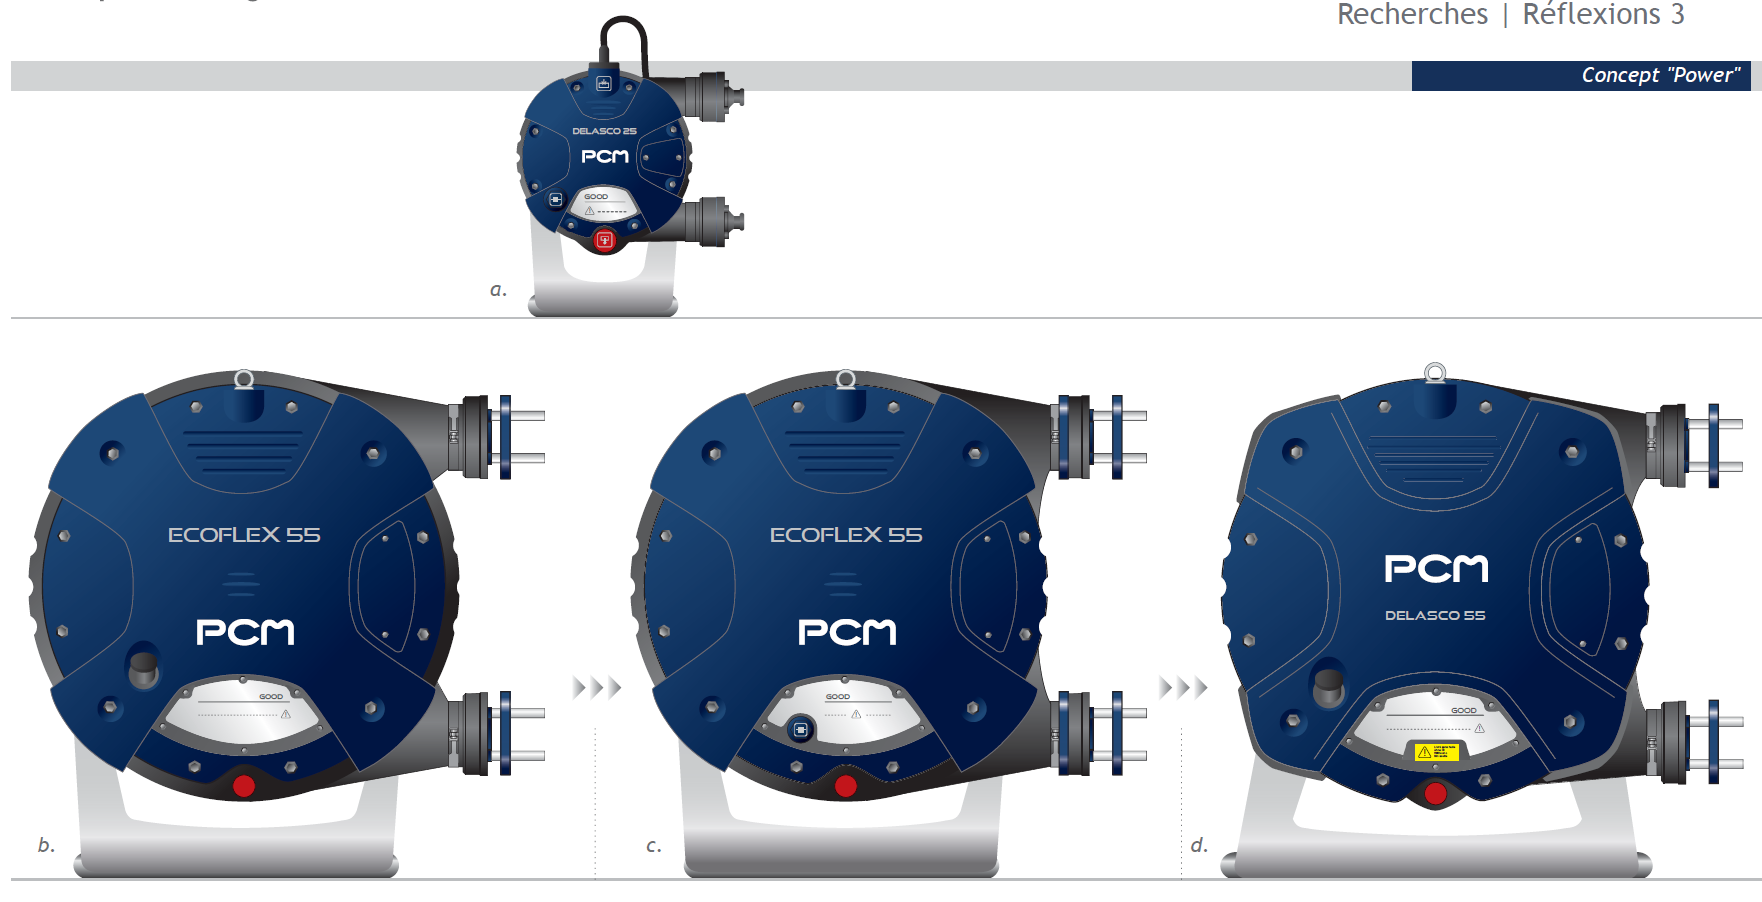 Recherches | Réflexions 3
Concept "Power"
DELASCO 25
PCM
GOOD
a.
ECOFLEX 55
PCM
GOOD
b.
ECOFLEX 55
PCM
GOOD
c.
PCM
DELASCO 55
GOOD
d.